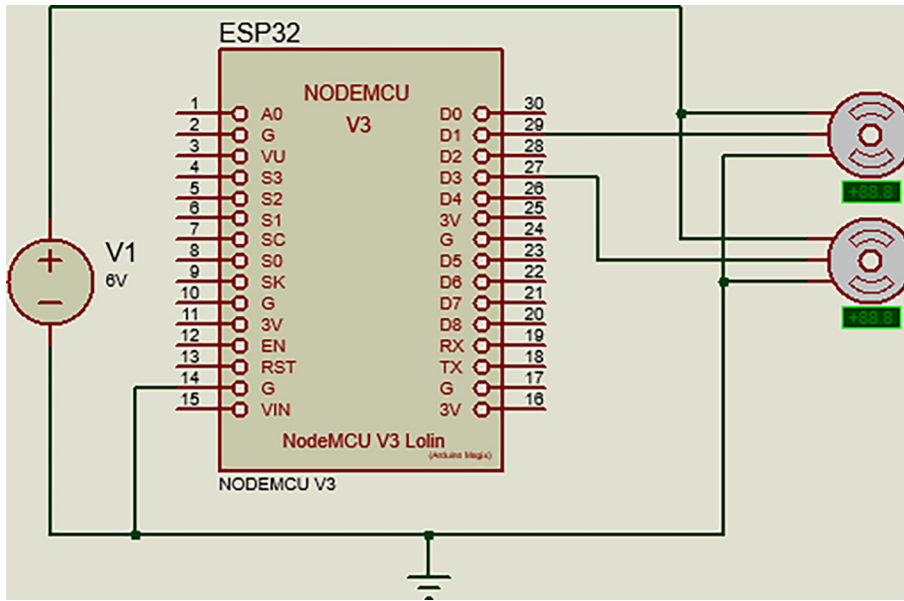 ESP32
NODEMCU
V3
1 A0 D0 30
2 G D1 29
3 VU D2 28
4 S3 D3 27
5 S2 D4 26
6 S1 3V 25
7 SC G 24
8 S0 D5 23
9 SK D6 22
10 G D7 21
11 3V D8 20
12 EN RX 19
13 RST TX 18
14 G G 17
15 VIN 3V 16
NodeMCU V3 Lolin
(Arduino Magix)
NODEMCU V3
V1
6V
+88.8
+88.8